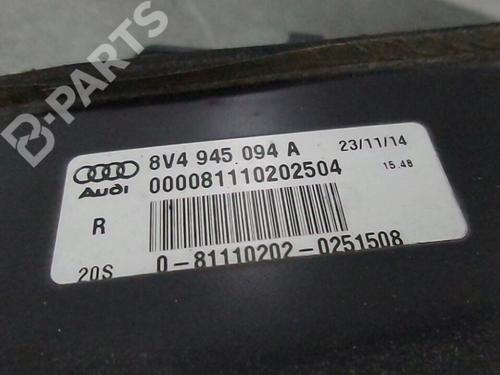 B-PARTS
8V4 945 094 A 23/11/14
Audi 000081110202504 15.48
R
20S 0-81110202-0251508